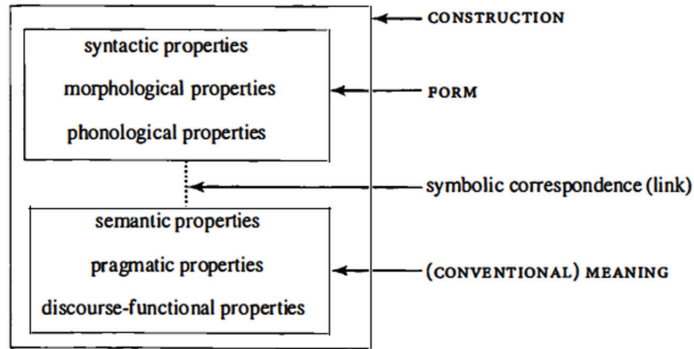 CONSTRUCTION
syntactic properties
morphological properties
FORM
phonological properties
symbolic correspondence (link)
semantic properties
pragmatic properties
(CONVENTIONAL) MEANING
discourse-functional properties